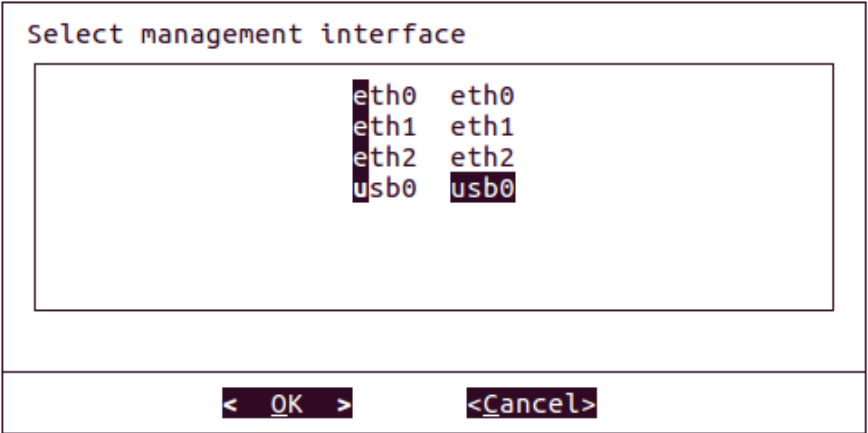 Select management interface
eth0 eth0
eth1 eth1
eth2 eth2
usb0 usb0
< OK > <Cancel>